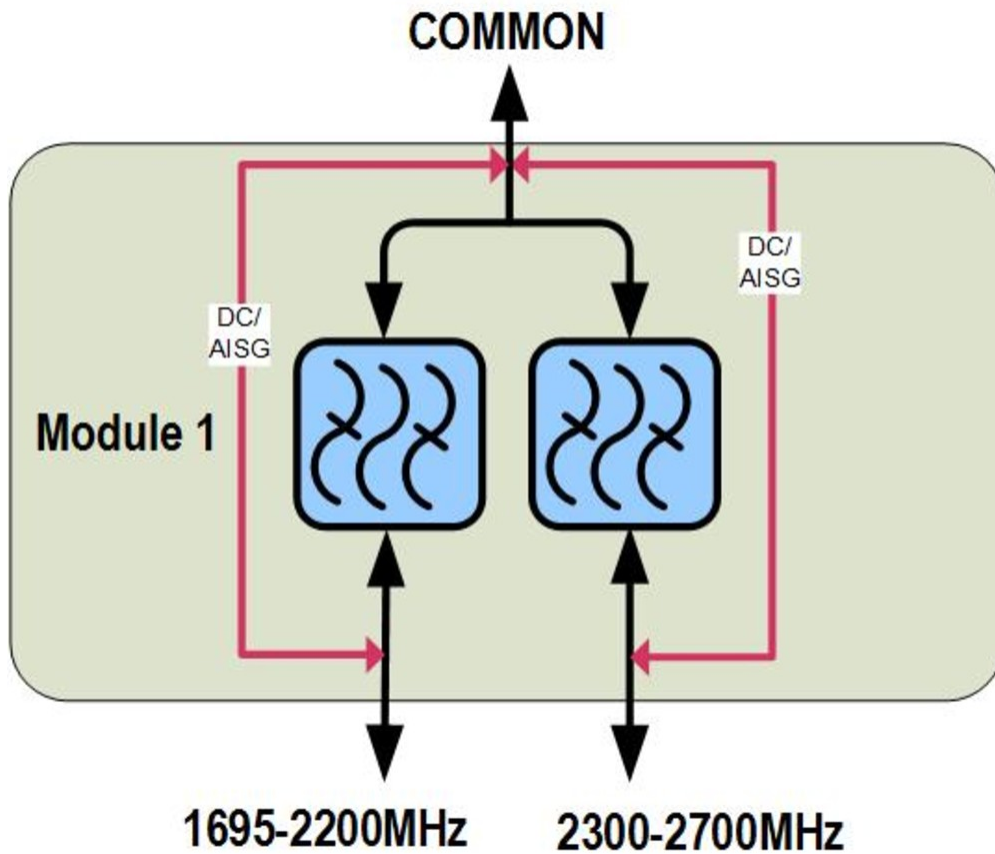 COMMON
DC/
AISG
DC/
AISG
Module 1
1695-2200MHz
2300-2700MHz